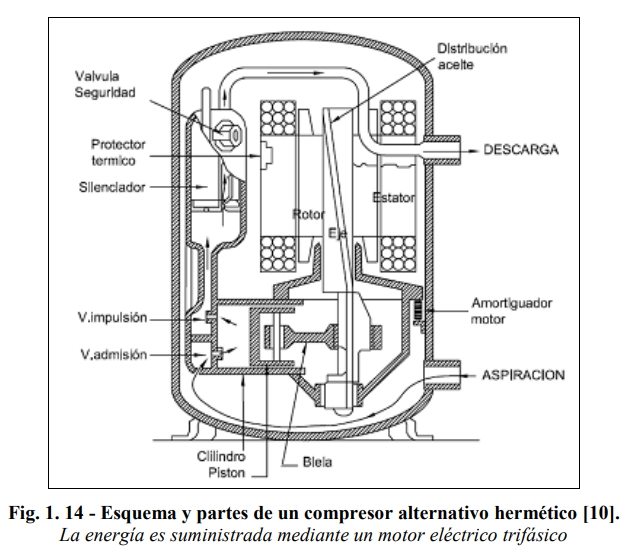 Distribución
aceite
Valvula
Seguridad
Protector
termico
DESCARGA
Silenciador
Estator
Rotor
Eje
V.impulsión
Amortiguador
motor
V.admisión
ASPIRACION
Clilindro
Piston
Biela
Fig. 1. 14 - Esquema y partes de un compresor alternativo hermético [10].
La energía es suministrada mediante un motor eléctrico trifásico